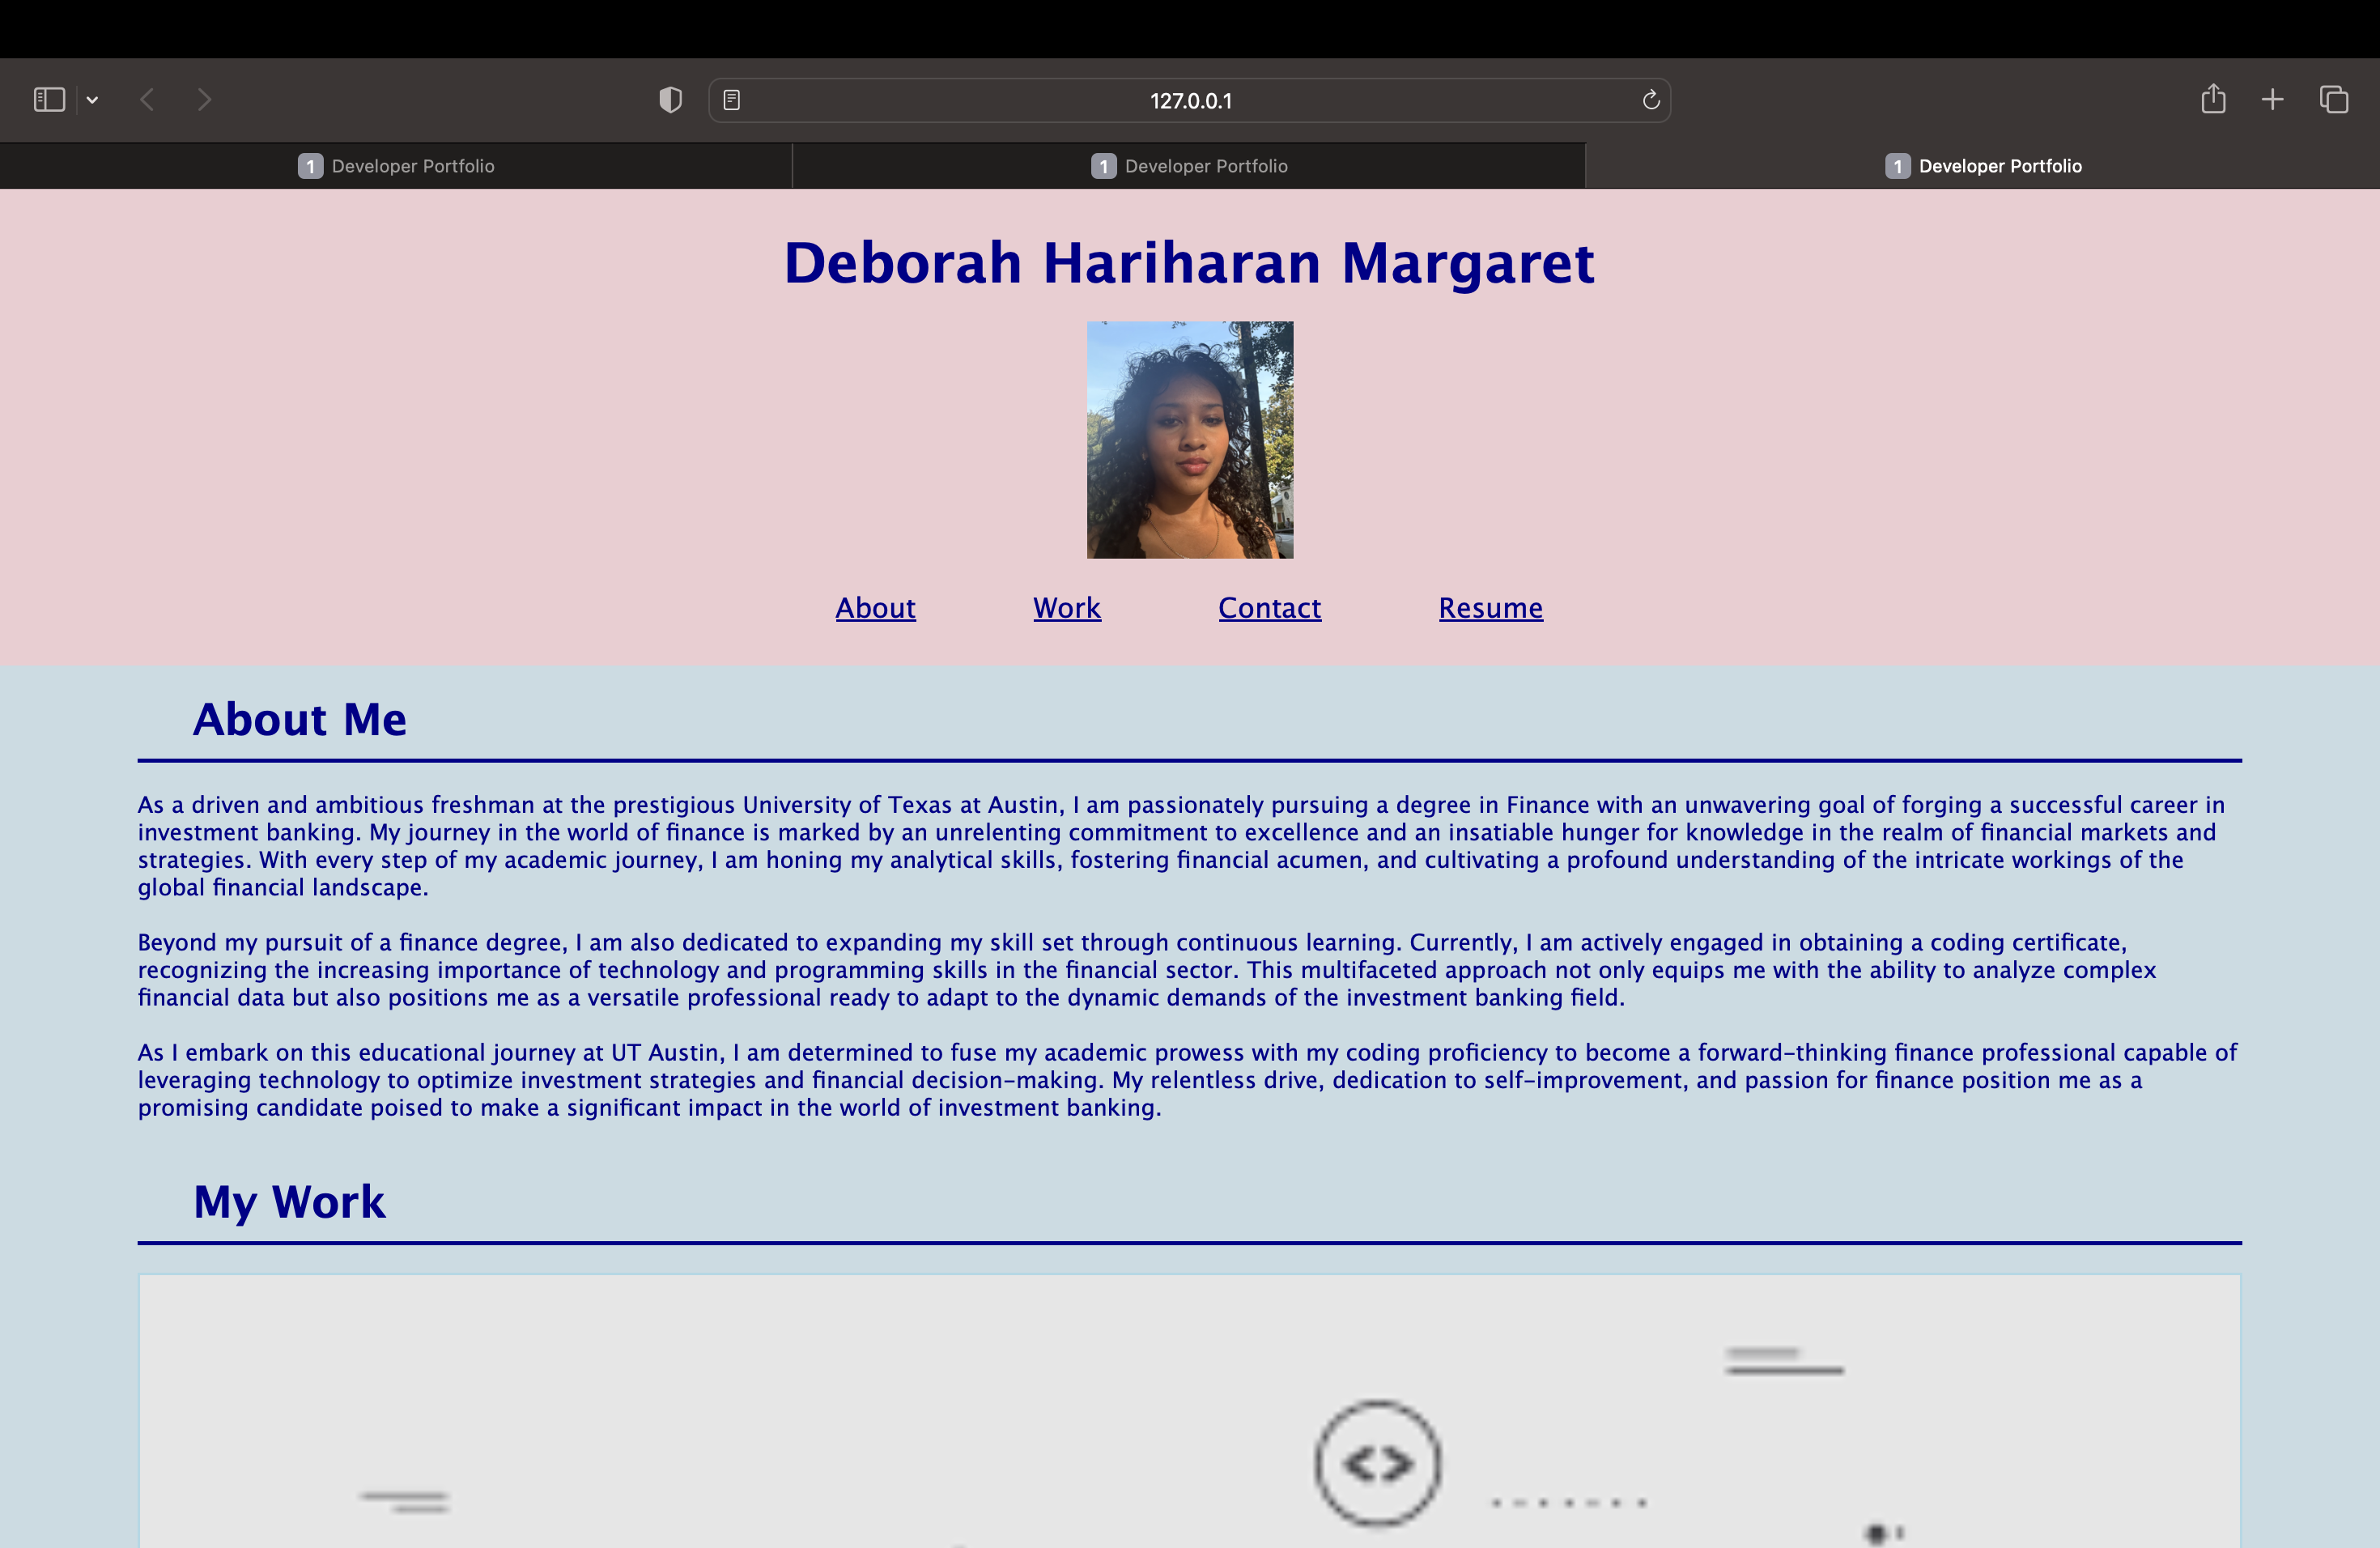 127.0.0.1
1 Developer Portfolio
1 Developer Portfolio
1 Developer Portfolio
Deborah Hariharan Margaret
About
Work
Contact
Resume
About Me
As a driven and ambitious freshman at the prestigious University of Texas at Austin, I am passionately pursuing a degree in Finance with an unwavering goal of forging a successful career in
investment banking. My journey in the world of finance is marked by an unrelenting commitment to excellence and an insatiable hunger for knowledge in the realm of financial markets and
strategies. With every step of my academic journey, I am honing my analytical skills, fostering financial acumen, and cultivating a profound understanding of the intricate workings of the
global financial landscape.
Beyond my pursuit of a finance degree, I am also dedicated to expanding my skill set through continuous learning. Currently, I am actively engaged in obtaining a coding certificate,
recognizing the increasing importance of technology and programming skills in the financial sector. This multifaceted approach not only equips me with the ability to analyze complex
financial data but also positions me as a versatile professional ready to adapt to the dynamic demands of the investment banking field.
As I embark on this educational journey at UT Austin, I am determined to fuse my academic prowess with my coding proficiency to become a forward-thinking finance professional capable of
leveraging technology to optimize investment strategies and financial decision-making. My relentless drive, dedication to self-improvement, and passion for finance position me as a
promising candidate poised to make a significant impact in the world of investment banking.
My Work
<>